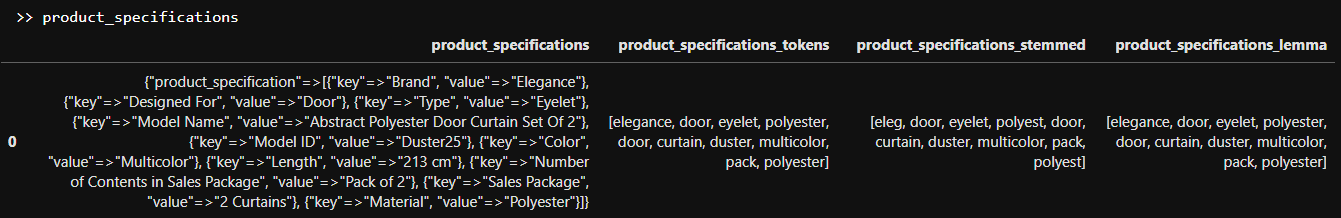 >> product_specifications
product_specifications product_specifications_tokens product_specifications_stemmed product_specifications_lemma
0
{"product_specification"=>[{"key"=>"Brand", "value"=>"Elegance"},
{"key"=>"Designed For", "value"=>"Door"}, {"key"=>"Type", "value"=>"Eyelet"},
{"key"=>"Model Name", "value"=>"Abstract Polyester Door Curtain Set Of 2"},
{"key"=>"Model ID", "value"=>"Duster25"}, {"key"=>"Color",
"value"=>"Multicolor"}, {"key"=>"Length", "value"=>"213 cm"}, {"key"=>"Number
of Contents in Sales Package", "value"=>"Pack of 2"}, {"key"=>"Sales Package",
"value"=>"2 Curtains"}, {"key"=>"Material", "value"=>"Polyester"}]}
[elegance, door, eyelet, polyester,
door, curtain, duster, multicolor,
pack, polyester]
[eleg, door, eyelet, polyest, door,
curtain, duster, multicolor, pack,
polyest]
[elegance, door, eyelet, polyester,
door, curtain, duster, multicolor,
pack, polyester]